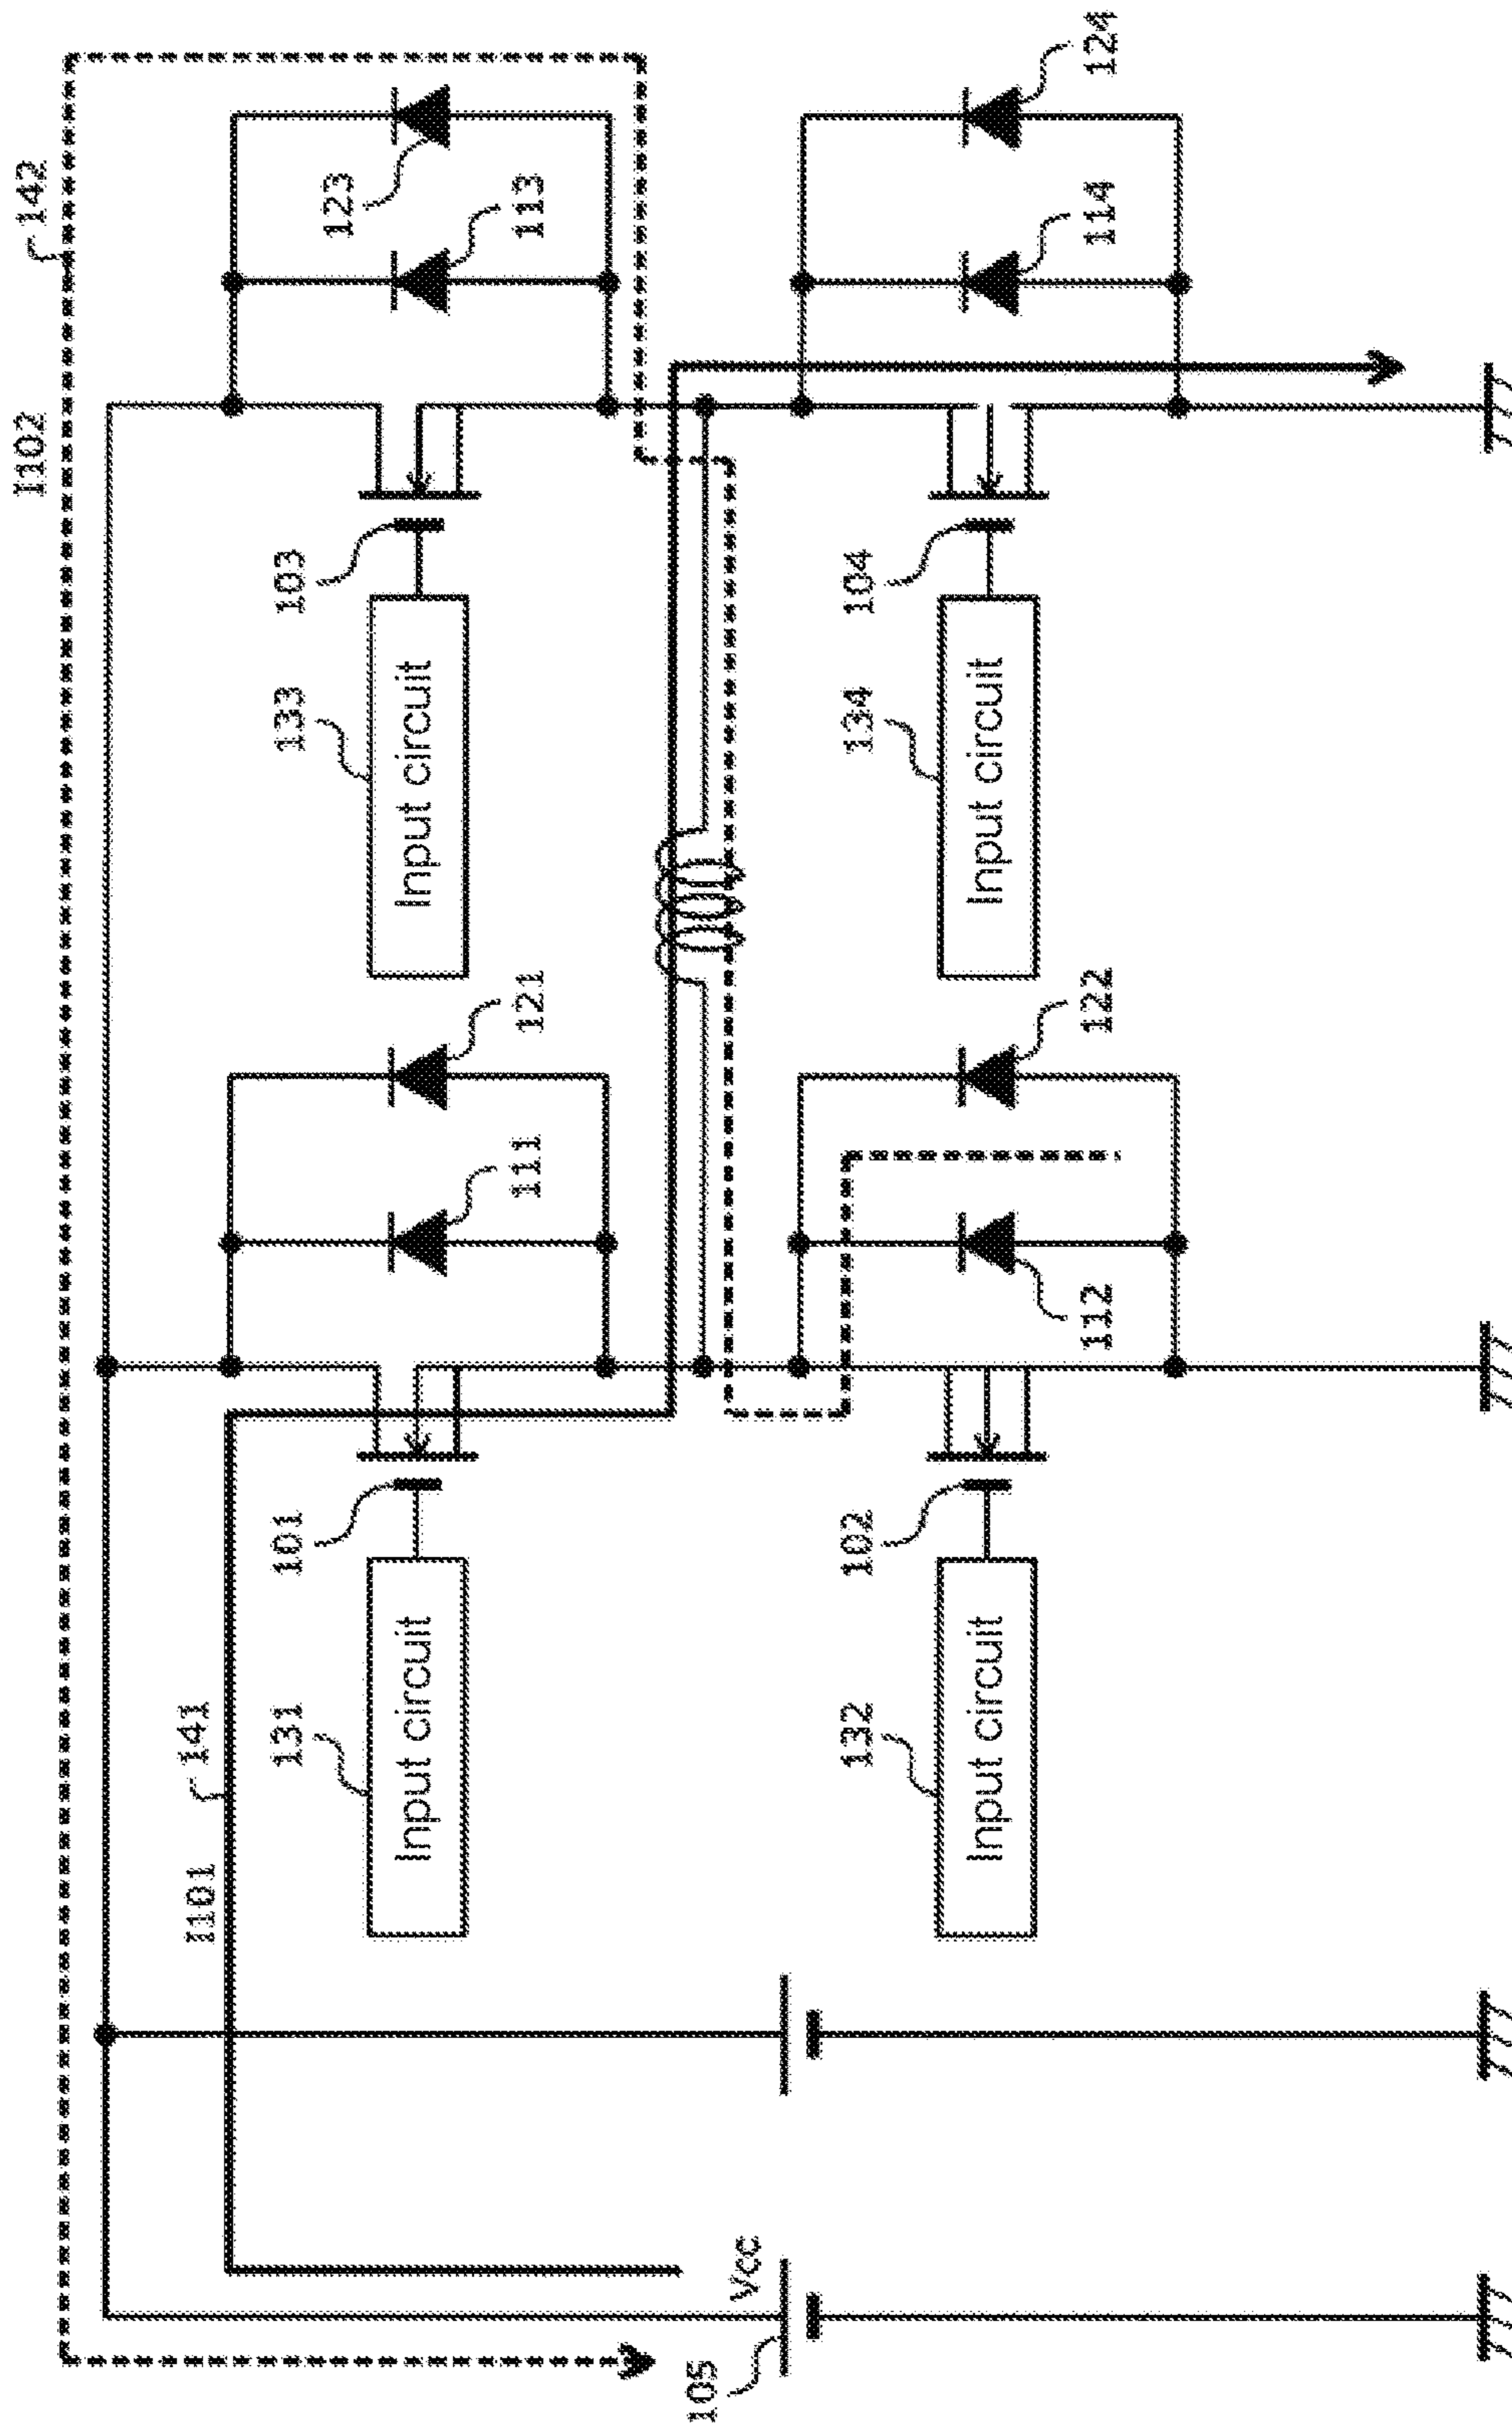 I102 142
I101 141
131 101 133 103
123
Input circuit Input circuit
111 121 113
105
Vcc
132 102 134 104
Input circuit Input circuit
112 122 114 124